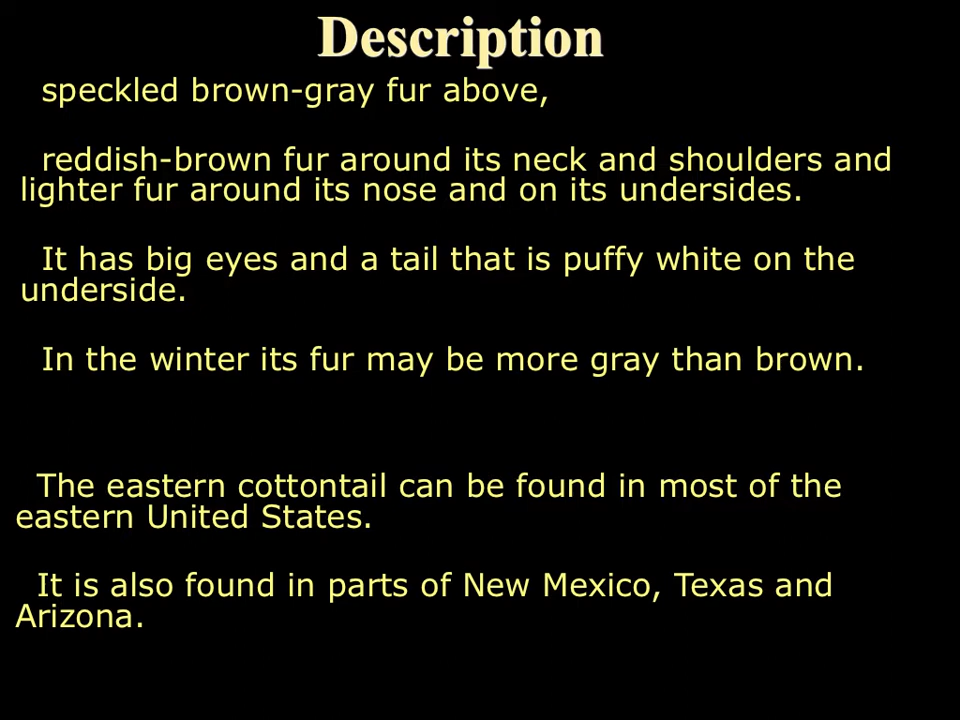 Description
speckled brown-gray fur above,
reddish-brown fur around its neck and shoulders and
lighter fur around its nose and on its undersides.
It has big eyes and a tail that is puffy white on the
underside.
In the winter its fur may be more gray than brown.
The eastern cottontail can be found in most of the
eastern United States.
It is also found in parts of New Mexico, Texas and
Arizona.